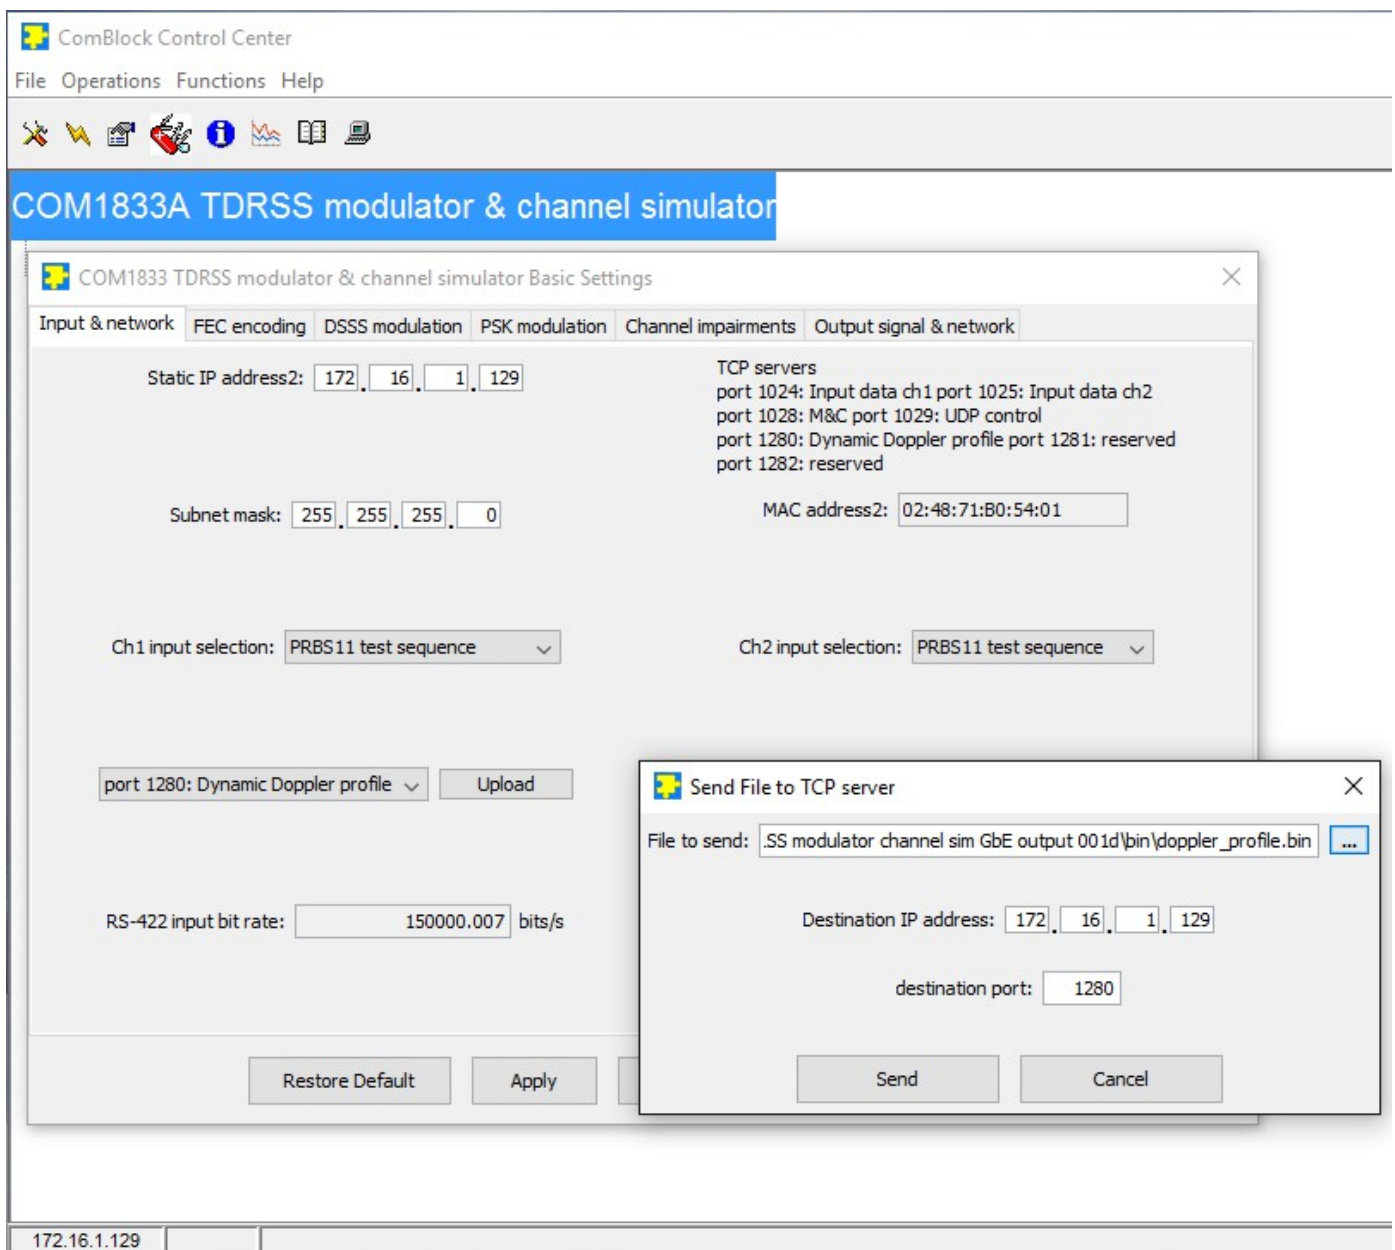 ComBlock Control Center
File Operations Functions Help
COM1833A TDRSS modulator & channel simulator
COM1833 TDRSS modulator & channel simulator Basic Settings
Input & network FEC encoding DSSS modulation PSK modulation Channel impairments Output signal & network
Static IP address2: 172. 16. 1. 129
TCP servers
port 1024: Input data ch1 port 1025: Input data ch2
port 1028: M&C port 1029: UDP control
port 1280: Dynamic Doppler profile port 1281: reserved
port 1282: reserved
Subnet mask: 255. 255. 255. 0
MAC address2: 02:48:71:B0:54:01
Ch1 input selection: PRBS11 test sequence
Ch2 input selection: PRBS11 test sequence
port 1280: Dynamic Doppler profile Upload
RS-422 input bit rate: 150000.007 bits/s
Restore Default Apply
Send File to TCP server
File to send: .SS modulator channel sim GbE output 001d\bin\doppler_profile.bin ...
Destination IP address: 172. 16. 1. 129
destination port: 1280
Send Cancel
172.16.1.129